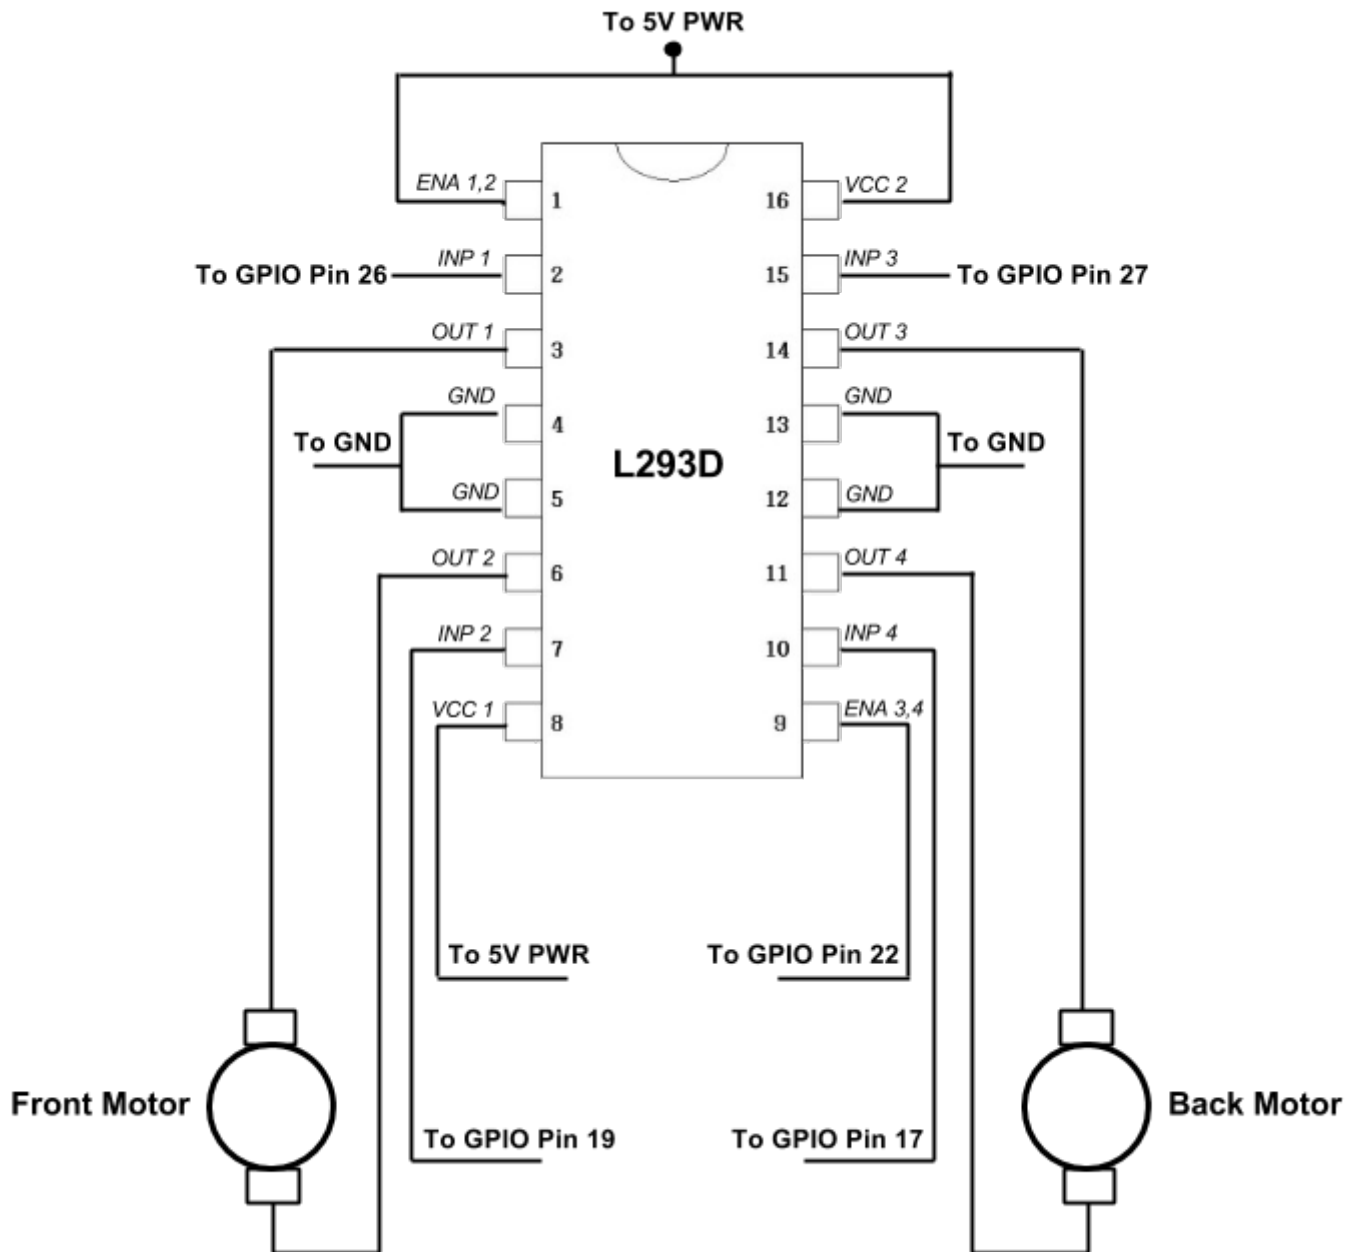 To 5V PWR
ENA 1,2
1
16
VCC 2
To GPIO Pin 26
INP 1
2
15
INP 3
To GPIO Pin 27
OUT 1
3
14
OUT 3
GND
4
13
GND
To GND
L293D
To GND
GND
5
12
GND
OUT 2
6
11
OUT 4
INP 2
7
10
INP 4
VCC 1
8
9
ENA 3,4
To 5V PWR
To GPIO Pin 22
Front Motor
Back Motor
To GPIO Pin 19
To GPIO Pin 17